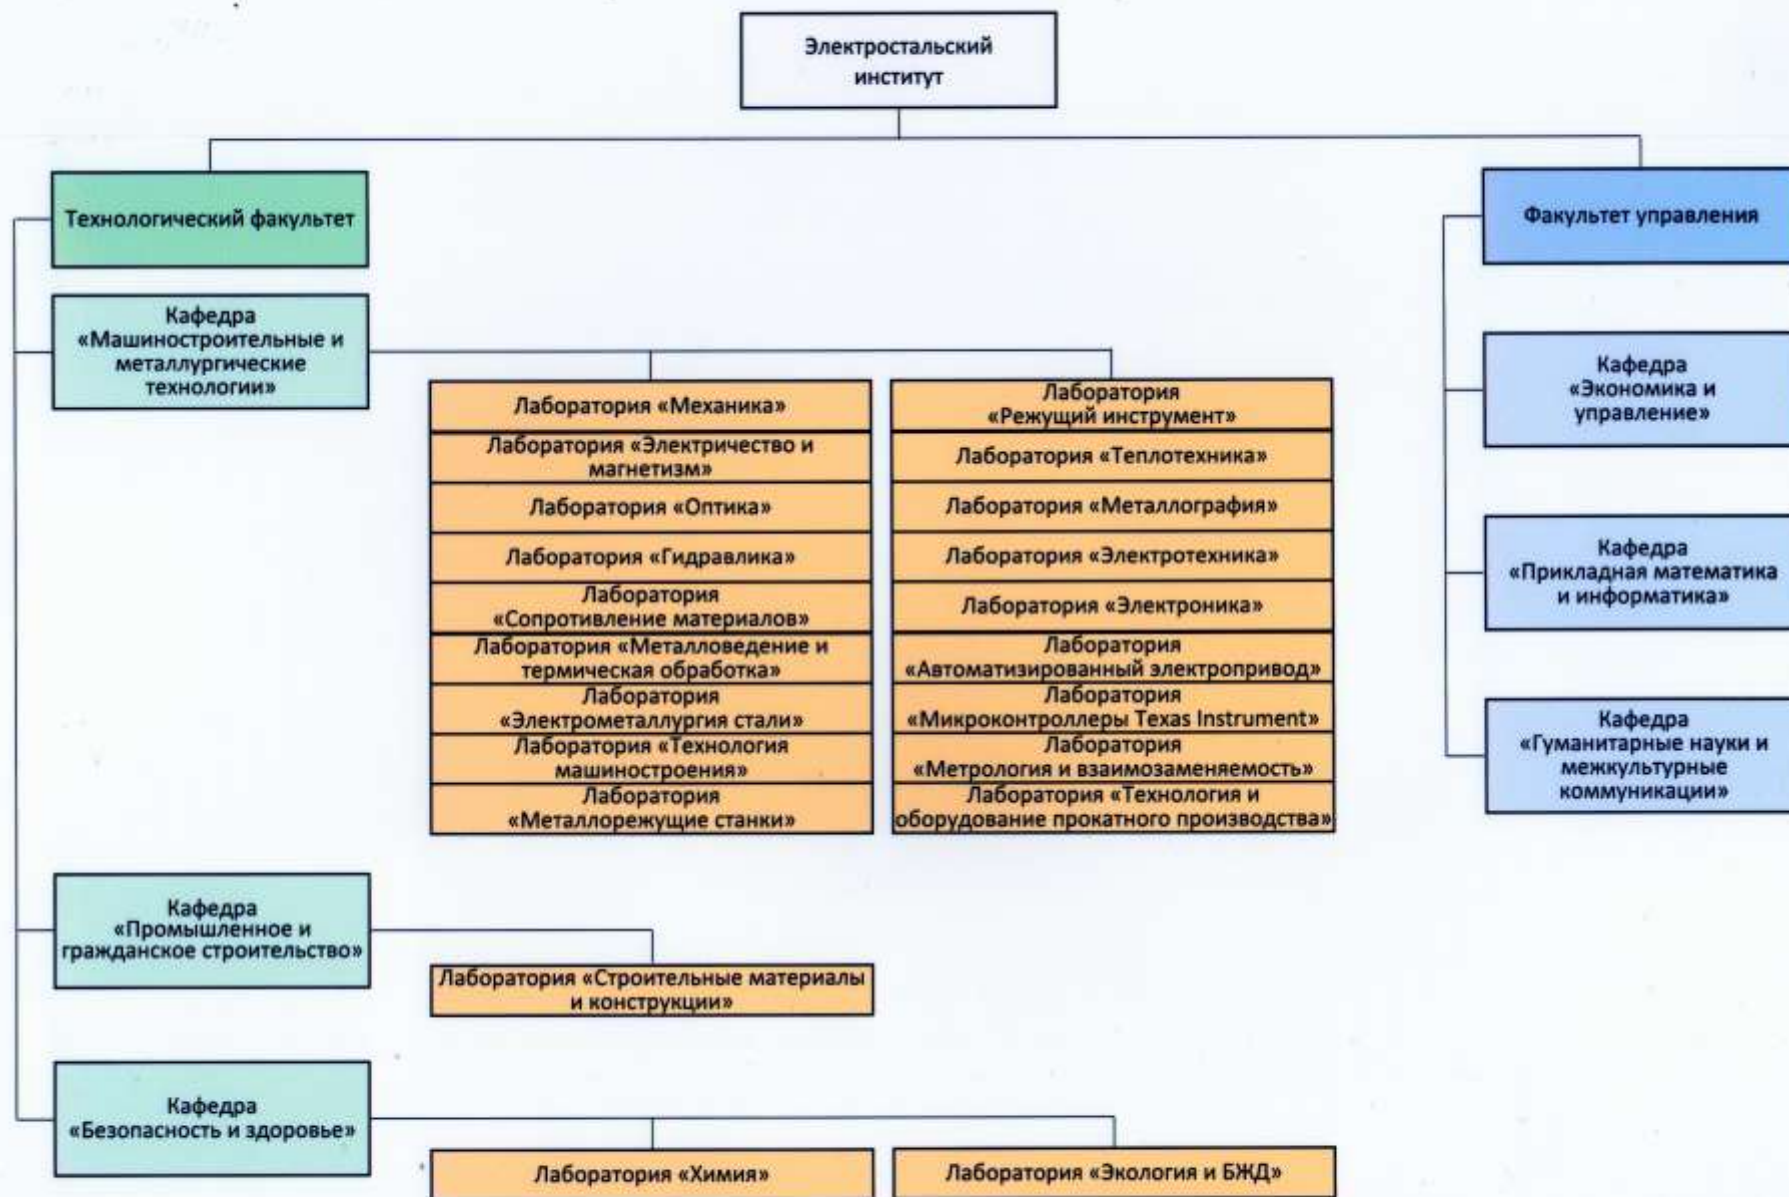 Электростальский
институт
Технологический факультет
Факультет управления
Кафедра
«Машиностроительные и
металлургические
технологии»
Лаборатория «Механика»
Лаборатория «Электричество и
магнетизм»
Лаборатория «Оптика»
Лаборатория «Гидравлика»
Лаборатория
«Сопротивление материалов»
Лаборатория «Металловедение и
термическая обработка»
Лаборатория
«Электрометаллургия стали»
Лаборатория «Технология
машиностроения»
Лаборатория
«Металлорежущие станки»
Лаборатория
«Режущий инструмент»
Лаборатория «Теплотехника»
Лаборатория «Металлография»
Лаборатория «Электротехника»
Лаборатория «Электроника»
Лаборатория
«Автоматизированный электропривод»
Лаборатория
«Микроконтроллеры Texas Instrument»
Лаборатория
«Метрология и взаимозаменяемость»
Лаборатория «Технология и
оборудование прокатного производства»
Кафедра
«Экономика и
управление»
Кафедра
«Прикладная математика
и информатика»
Кафедра
«Гуманитарные науки и
межкультурные
коммуникации»
Кафедра
«Промышленное и
гражданское строительство»
Лаборатория «Строительные материалы
и конструкции»
Кафедра
«Безопасность и здоровье»
Лаборатория «Химия»
Лаборатория «Экология и БЖД»